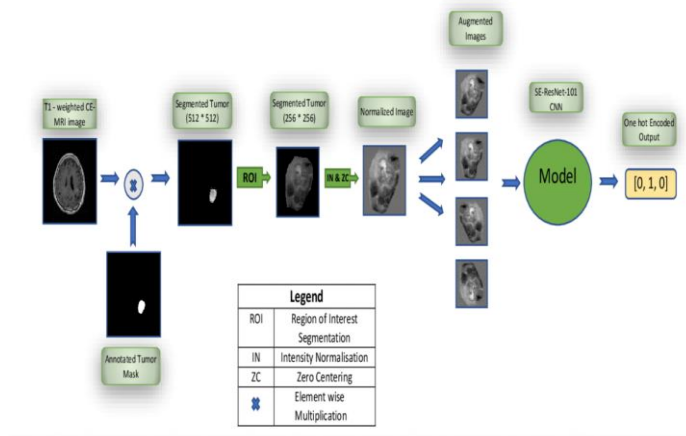 Augmented
Images
T1 - weighted CE-
MRI image
Segmented Tumor
(512 * 512)
Segmented Tumor
(256 * 256)
Normalized Image
SE-ResNet-101
CNN
One hot Encoded
Output
ROI
IN & ZC
Model
[0, 1, 0]
Annotated Tumor
Mask
Legend
ROI Region of Interest
Segmentation
IN Intensity Normalisation
ZC Zero Centering
Element wise
Multiplication